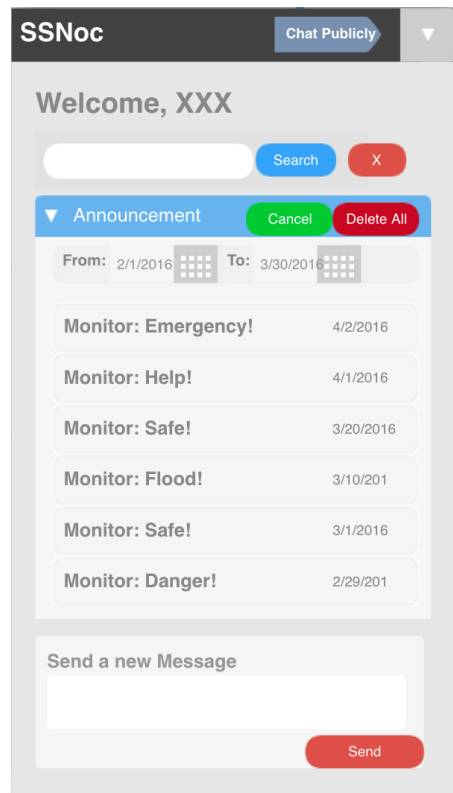 SSNoc Chat Publicly ▼
Welcome, XXX
Search X
▼ Announcement Cancel Delete All
From: 2/1/2016 To: 3/30/2016
Monitor: Emergency! 4/2/2016
Monitor: Help! 4/1/2016
Monitor: Safe! 3/20/2016
Monitor: Flood! 3/10/201
Monitor: Safe! 3/1/2016
Monitor: Danger! 2/29/201
Send a new Message
Send